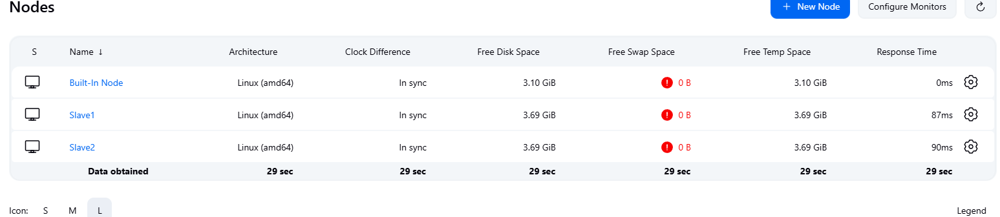 Nodes
+ New Node
Configure Monitors
S Name ↓ Architecture Clock Difference Free Disk Space Free Swap Space Free Temp Space Response Time
Built-In Node Linux (amd64) In sync 3.10 GiB ! 0 B 3.10 GiB 0ms
Slave1 Linux (amd64) In sync 3.69 GiB ! 0 B 3.69 GiB 87ms
Slave2 Linux (amd64) In sync 3.69 GiB ! 0 B 3.69 GiB 90ms
Data obtained 29 sec 29 sec 29 sec 29 sec 29 sec 29 sec
Icon: S M L Legend